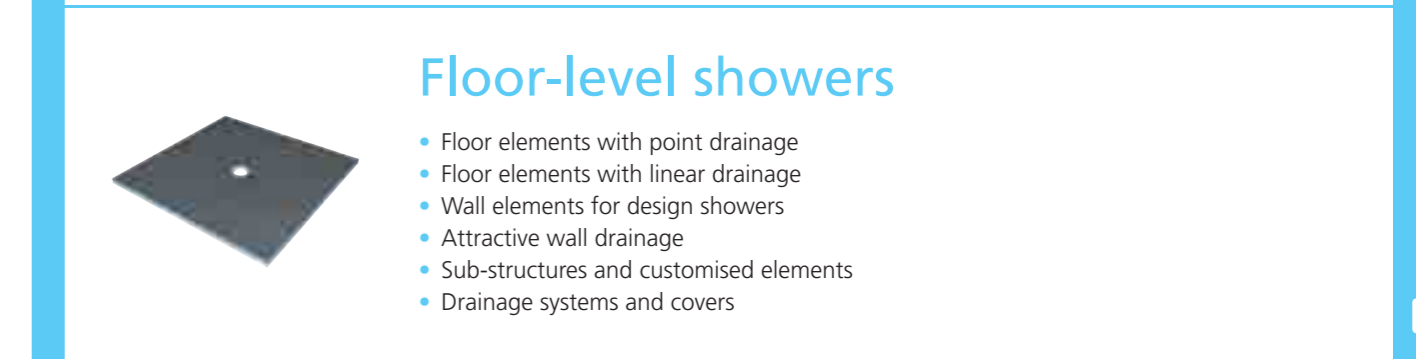 Floor-level showers
• Floor elements with point drainage
• Floor elements with linear drainage
• Wall elements for design showers
• Attractive wall drainage
• Sub-structures and customised elements
• Drainage systems and covers